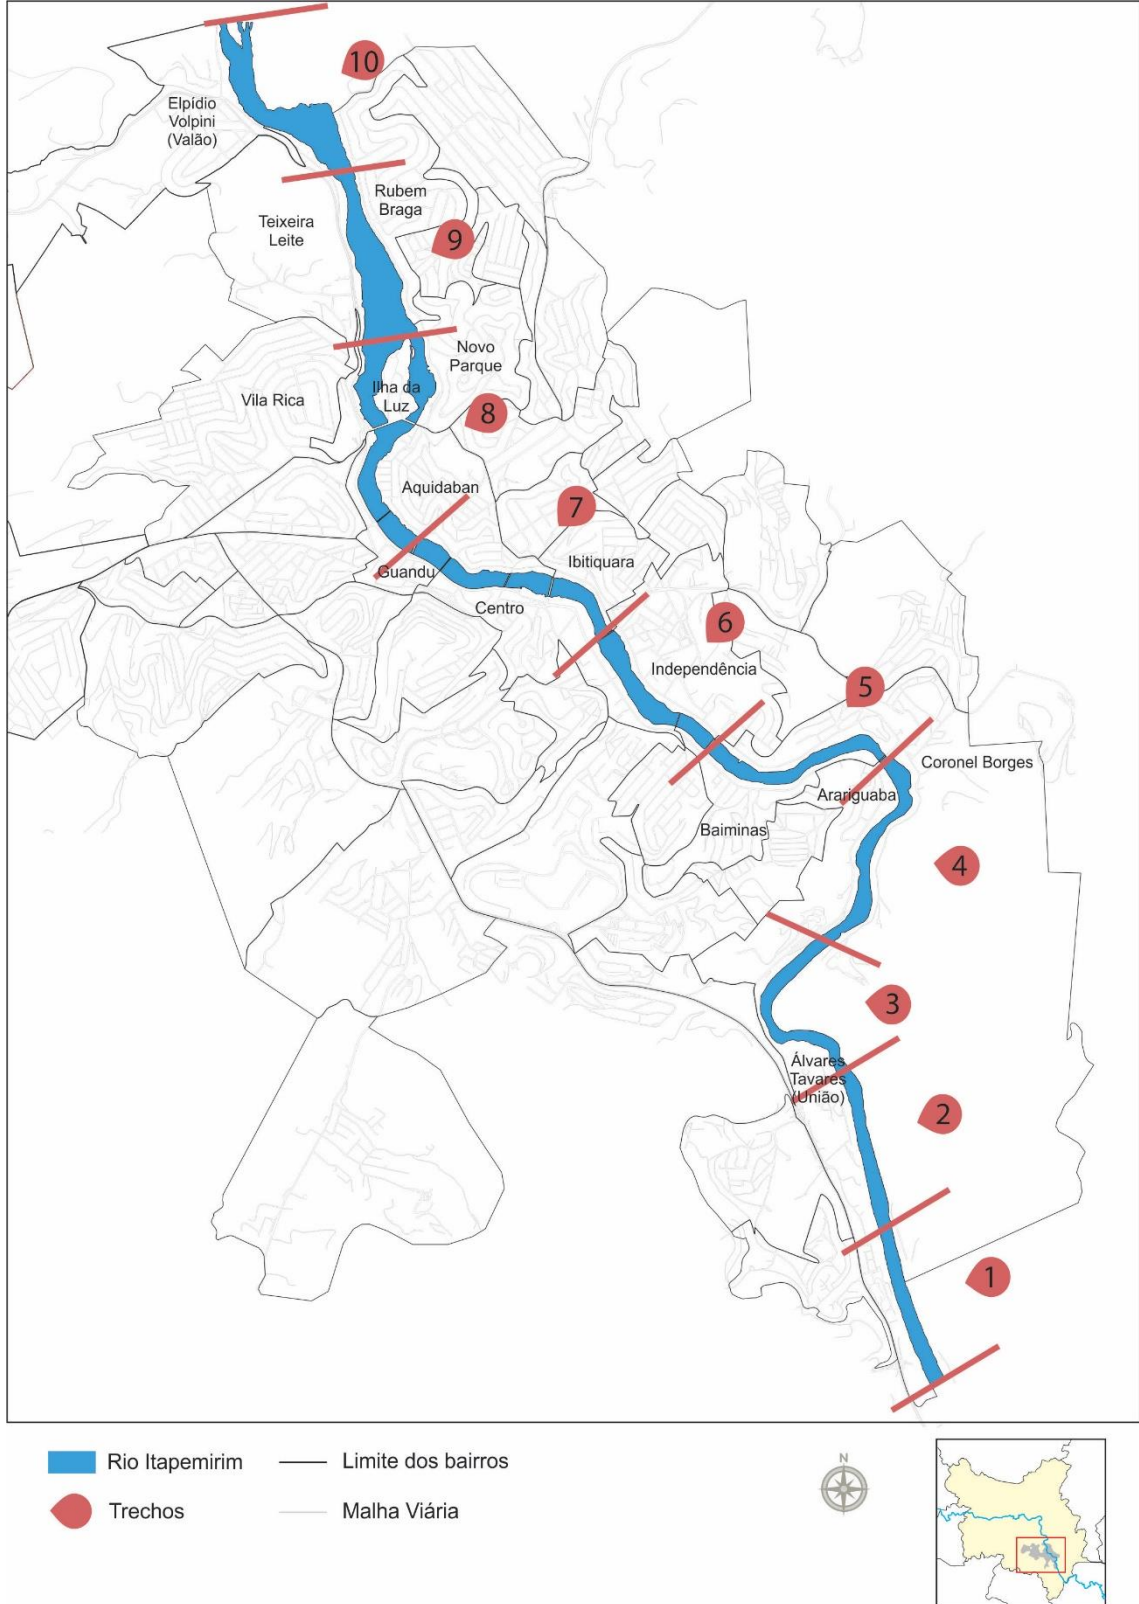 10
Elpídio
Volpini
(Valão)
Rubem
Braga
Teixeira
Leite
9
Novo
Parque
Ilha da
Luz
Vila Rica
8
Aquidaban
7
Ibitiquara
Guandu
Centro
6
Independência
5
Coronel Borges
Arariguaba
Baiminas
4
3
Álvares
Tavares
(União)
2
1
Rio Itapemirim
Limite dos bairros
N
Trechos
Malha Viária